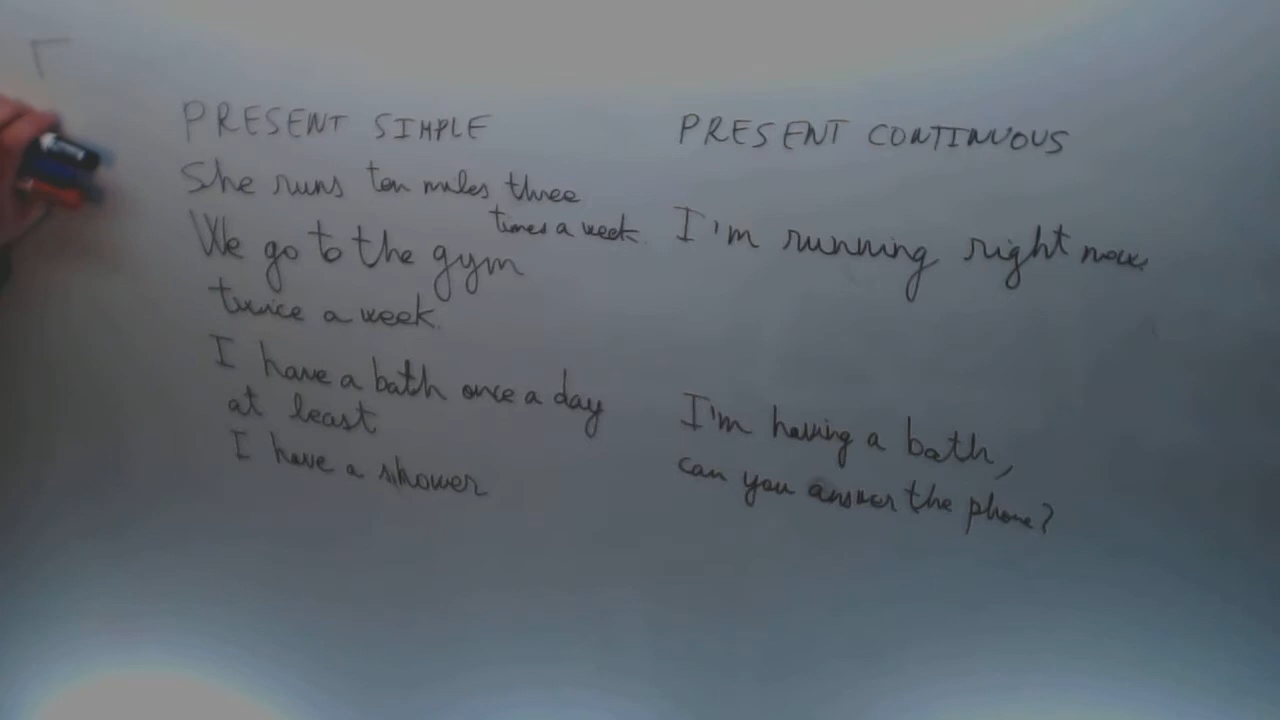 PRESENT SIMPLE
She runs ten miles three
times a week.
We go to the gym
twice a week.
I have a bath once a day
at least
I have a shower
PRESENT CONTINUOUS
I'm running right now.
I'm having a bath,
can you answer the phone?